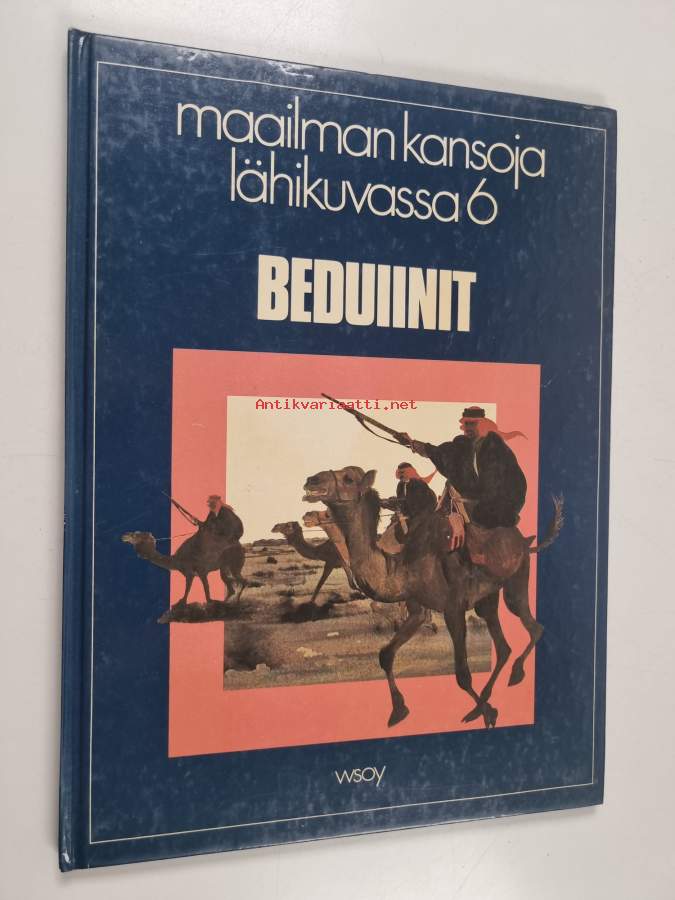 maailman kansoja
lähikuvassa 6
BEDUIINIT
Antikvariaatti.net
wsoy